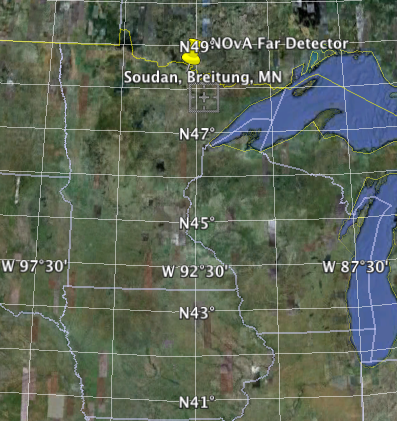 N49° NOvA Far Detector
Soudan, Breitung, MN
N47°
N45°
W 97°30' W 92°30' W 87°30'
N43°
N41°